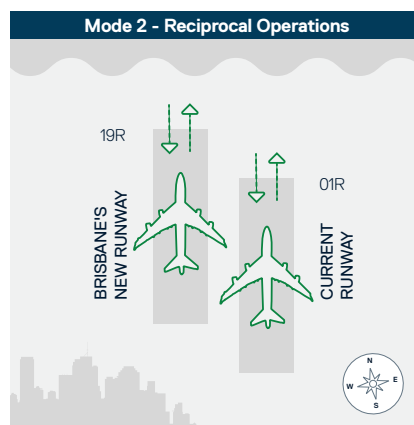 Mode 2 - Reciprocal Operations
19R
01R
BRISBANE'S
NEW RUNWAY
CURRENT
RUNWAY
N
W
E
S